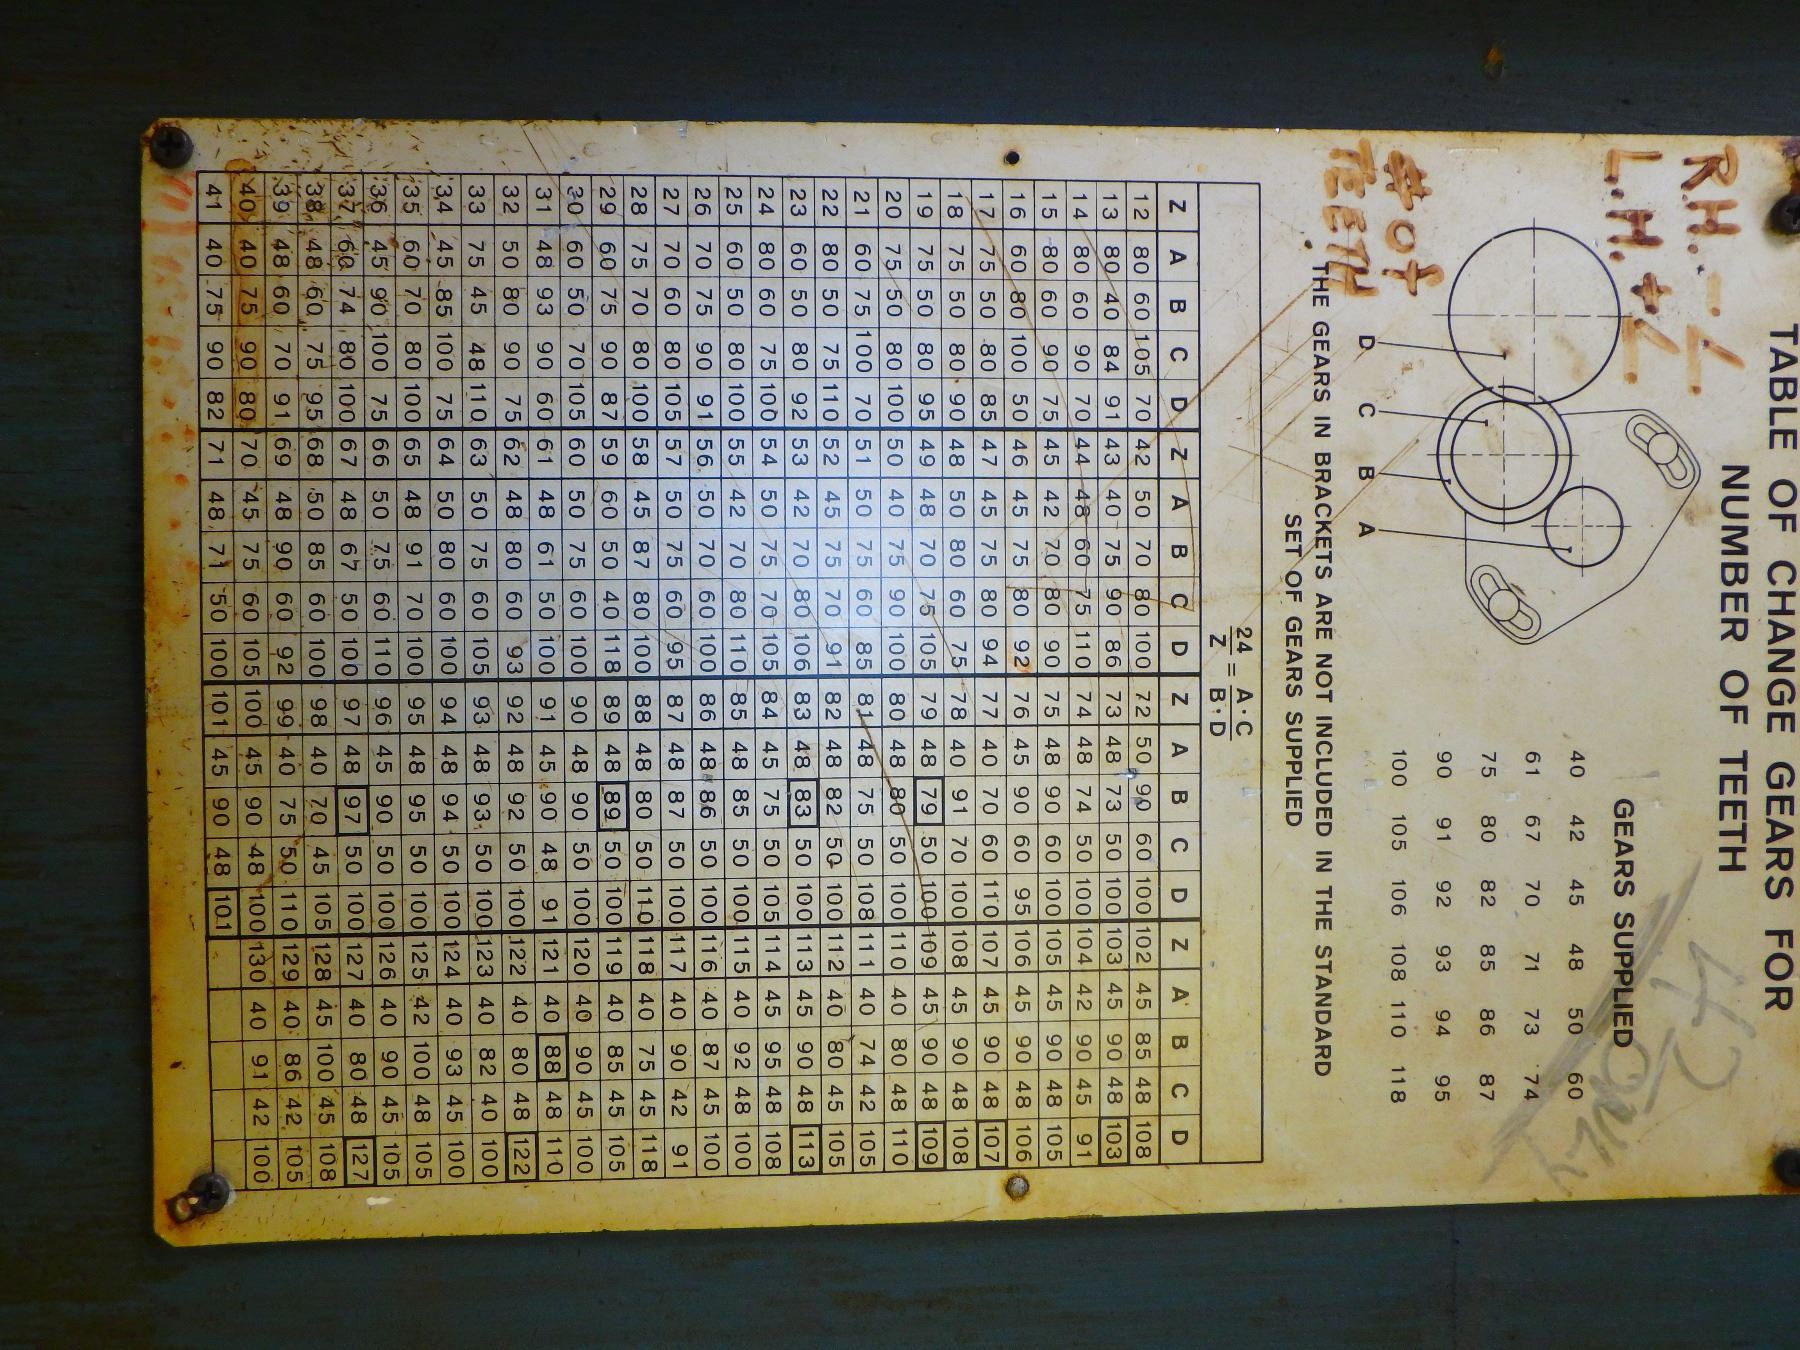 TABLE OF CHANGE GEARS FOR
NUMBER OF TEETH
R.H. - L
L.H. + L
# OF
TEETH
D C B A
GEARS SUPPLIED
40 42 45 48 50 60
61 67 70 71 73 74
75 80 82 85 86 87
90 91 92 93 94 95
100 105 106 108 110 118
42
ONLY
THE GEARS IN BRACKETS ARE NOT INCLUDED IN THE STANDARD
SET OF GEARS SUPPLIED
24/Z = A·C/B·D
Z A B C D Z A B C D Z A B C D Z A B C D
12 80 60 105 70 42 50 70 80 100 72 50 90 60 100 102 45 85 48 108
13 80 40 84 91 43 40 75 90 86 73 48 73 50 100 103 45 90 48 103
14 80 60 90 70 44 48 60 75 110 74 48 74 50 100 104 42 90 45 91
15 80 60 90 75 45 42 70 80 90 75 48 90 60 100 105 45 90 48 105
16 60 80 100 50 46 45 75 80 92 76 45 90 60 95 106 45 90 48 106
17 75 50 80 85 47 45 75 80 94 77 40 70 60 110 107 45 90 48 107
18 75 50 80 90 48 50 80 60 75 78 40 91 70 100 108 45 90 48 108
19 75 50 80 95 49 48 70 75 105 79 48 79 50 100 109 45 90 48 109
20 75 50 80 100 50 40 75 90 100 80 48 80 50 100 110 40 80 48 110
21 60 75 100 70 51 50 75 60 85 81 48 75 50 108 111 40 74 42 105
22 80 50 75 110 52 45 75 70 91 82 48 82 50 100 112 40 80 45 105
23 60 50 80 92 53 42 70 80 106 83 48 83 50 100 113 45 90 48 113
24 80 60 75 100 54 50 75 70 105 84 45 75 50 105 114 45 95 48 108
25 60 50 80 100 55 42 70 80 110 85 48 85 50 100 115 40 92 48 100
26 70 75 90 91 56 50 70 60 100 86 48 86 50 100 116 40 87 45 100
27 70 60 80 105 57 50 75 60 95 87 48 87 50 100 117 40 90 42 91
28 75 70 80 100 58 45 87 80 100 88 48 80 50 110 118 40 75 45 118
29 60 75 90 87 59 60 50 40 118 89 48 89 50 100 119 40 85 45 105
30 60 50 70 105 60 50 75 60 100 90 48 90 50 100 120 40 90 45 100
31 48 93 90 60 61 48 61 50 100 91 45 90 48 91 121 40 88 48 110
32 50 80 90 75 62 48 80 60 93 92 48 92 50 100 122 40 80 48 122
33 75 45 48 110 63 50 75 60 105 93 48 93 50 100 123 40 82 40 100
34 45 85 100 75 64 50 80 60 100 94 48 94 50 100 124 40 93 45 100
35 60 70 80 100 65 48 91 70 100 95 48 95 50 100 125 42 100 48 105
36 45 90 100 75 66 50 75 60 110 96 45 90 50 100 126 40 90 45 105
37 60 74 80 100 67 48 67 50 100 97 48 97 50 100 127 40 80 48 127
38 48 60 75 95 68 50 85 60 100 98 40 70 45 105 128 45 100 45 108
39 48 60 70 91 69 48 90 60 92 99 40 75 50 110 129 40 86 42 105
40 40 75 90 80 70 45 75 60 105 100 45 90 48 100 130 40 91 42 100
41 40 75 90 82 71 48 71 50 100 101 45 90 48 101